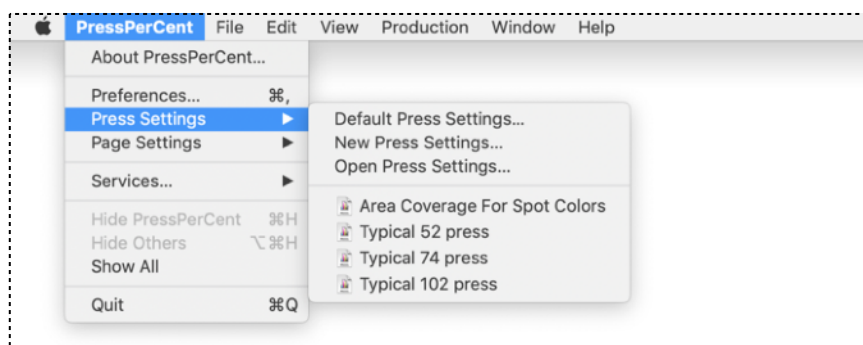 PressPerCent File Edit View Production Window Help
About PressPerCent...
Preferences... ⌘,
Press Settings ▶
Page Settings ▶
Services... ▶
Hide PressPerCent ⌘H
Hide Others ⌥⌘H
Show All
Quit ⌘Q
Default Press Settings...
New Press Settings...
Open Press Settings...
Area Coverage For Spot Colors
Typical 52 press
Typical 74 press
Typical 102 press